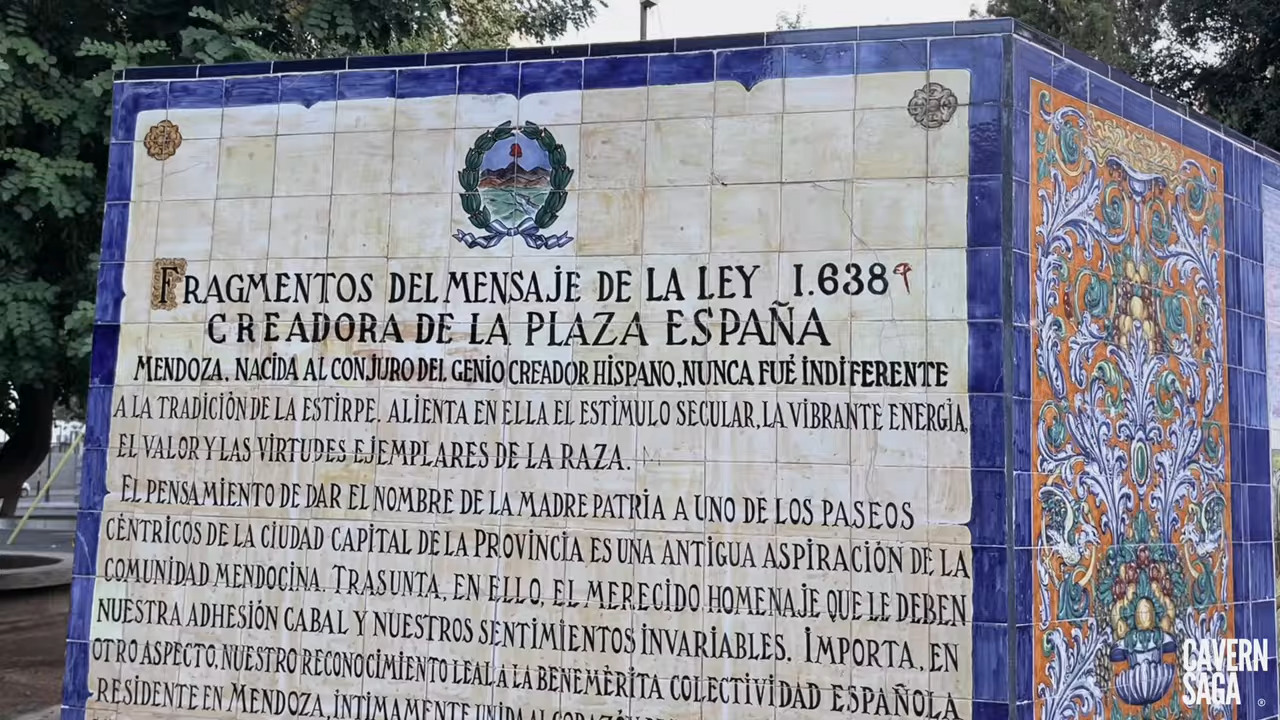 FRAGMENTOS DEL MENSAJE DE LA LEY 1.638
CREADORA DE LA PLAZA ESPAÑA
MENDOZA, NACIDA AL CONJURO DEL GENIO CREADOR HISPANO, NUNCA FUÉ INDIFERENTE
A LA TRADICIÓN DE LA ESTIRPE. ALIENTA EN ELLA EL ESTÍMULO SECULAR, LA VIBRANTE ENERGÍA,
EL VALOR Y LAS VIRTUDES EJEMPLARES DE LA RAZA.
EL PENSAMIENTO DE DAR EL NOMBRE DE LA MADRE PATRIA A UNO DE LOS PASEOS
CÉNTRICOS DE LA CIUDAD CAPITAL DE LA PROVINCIA ES UNA ANTIGUA ASPIRACIÓN DE LA
COMUNIDAD MENDOCINA. TRASUNTA, EN ELLO, EL MERECIDO HOMENAJE QUE LE DEBEN
NUESTRA ADHESIÓN CABAL Y NUESTROS SENTIMIENTOS INVARIABLES. IMPORTA, EN
OTRO ASPECTO, NUESTRO RECONOCIMIENTO LEAL A LA BENEMÈRITA COLECTIVIDAD ESPAÑOLA
RESIDENTE EN MENDOZA, ÍNTIMAMENTE UNIDA AL CORAZÓN
CAVERN
SAGA
®